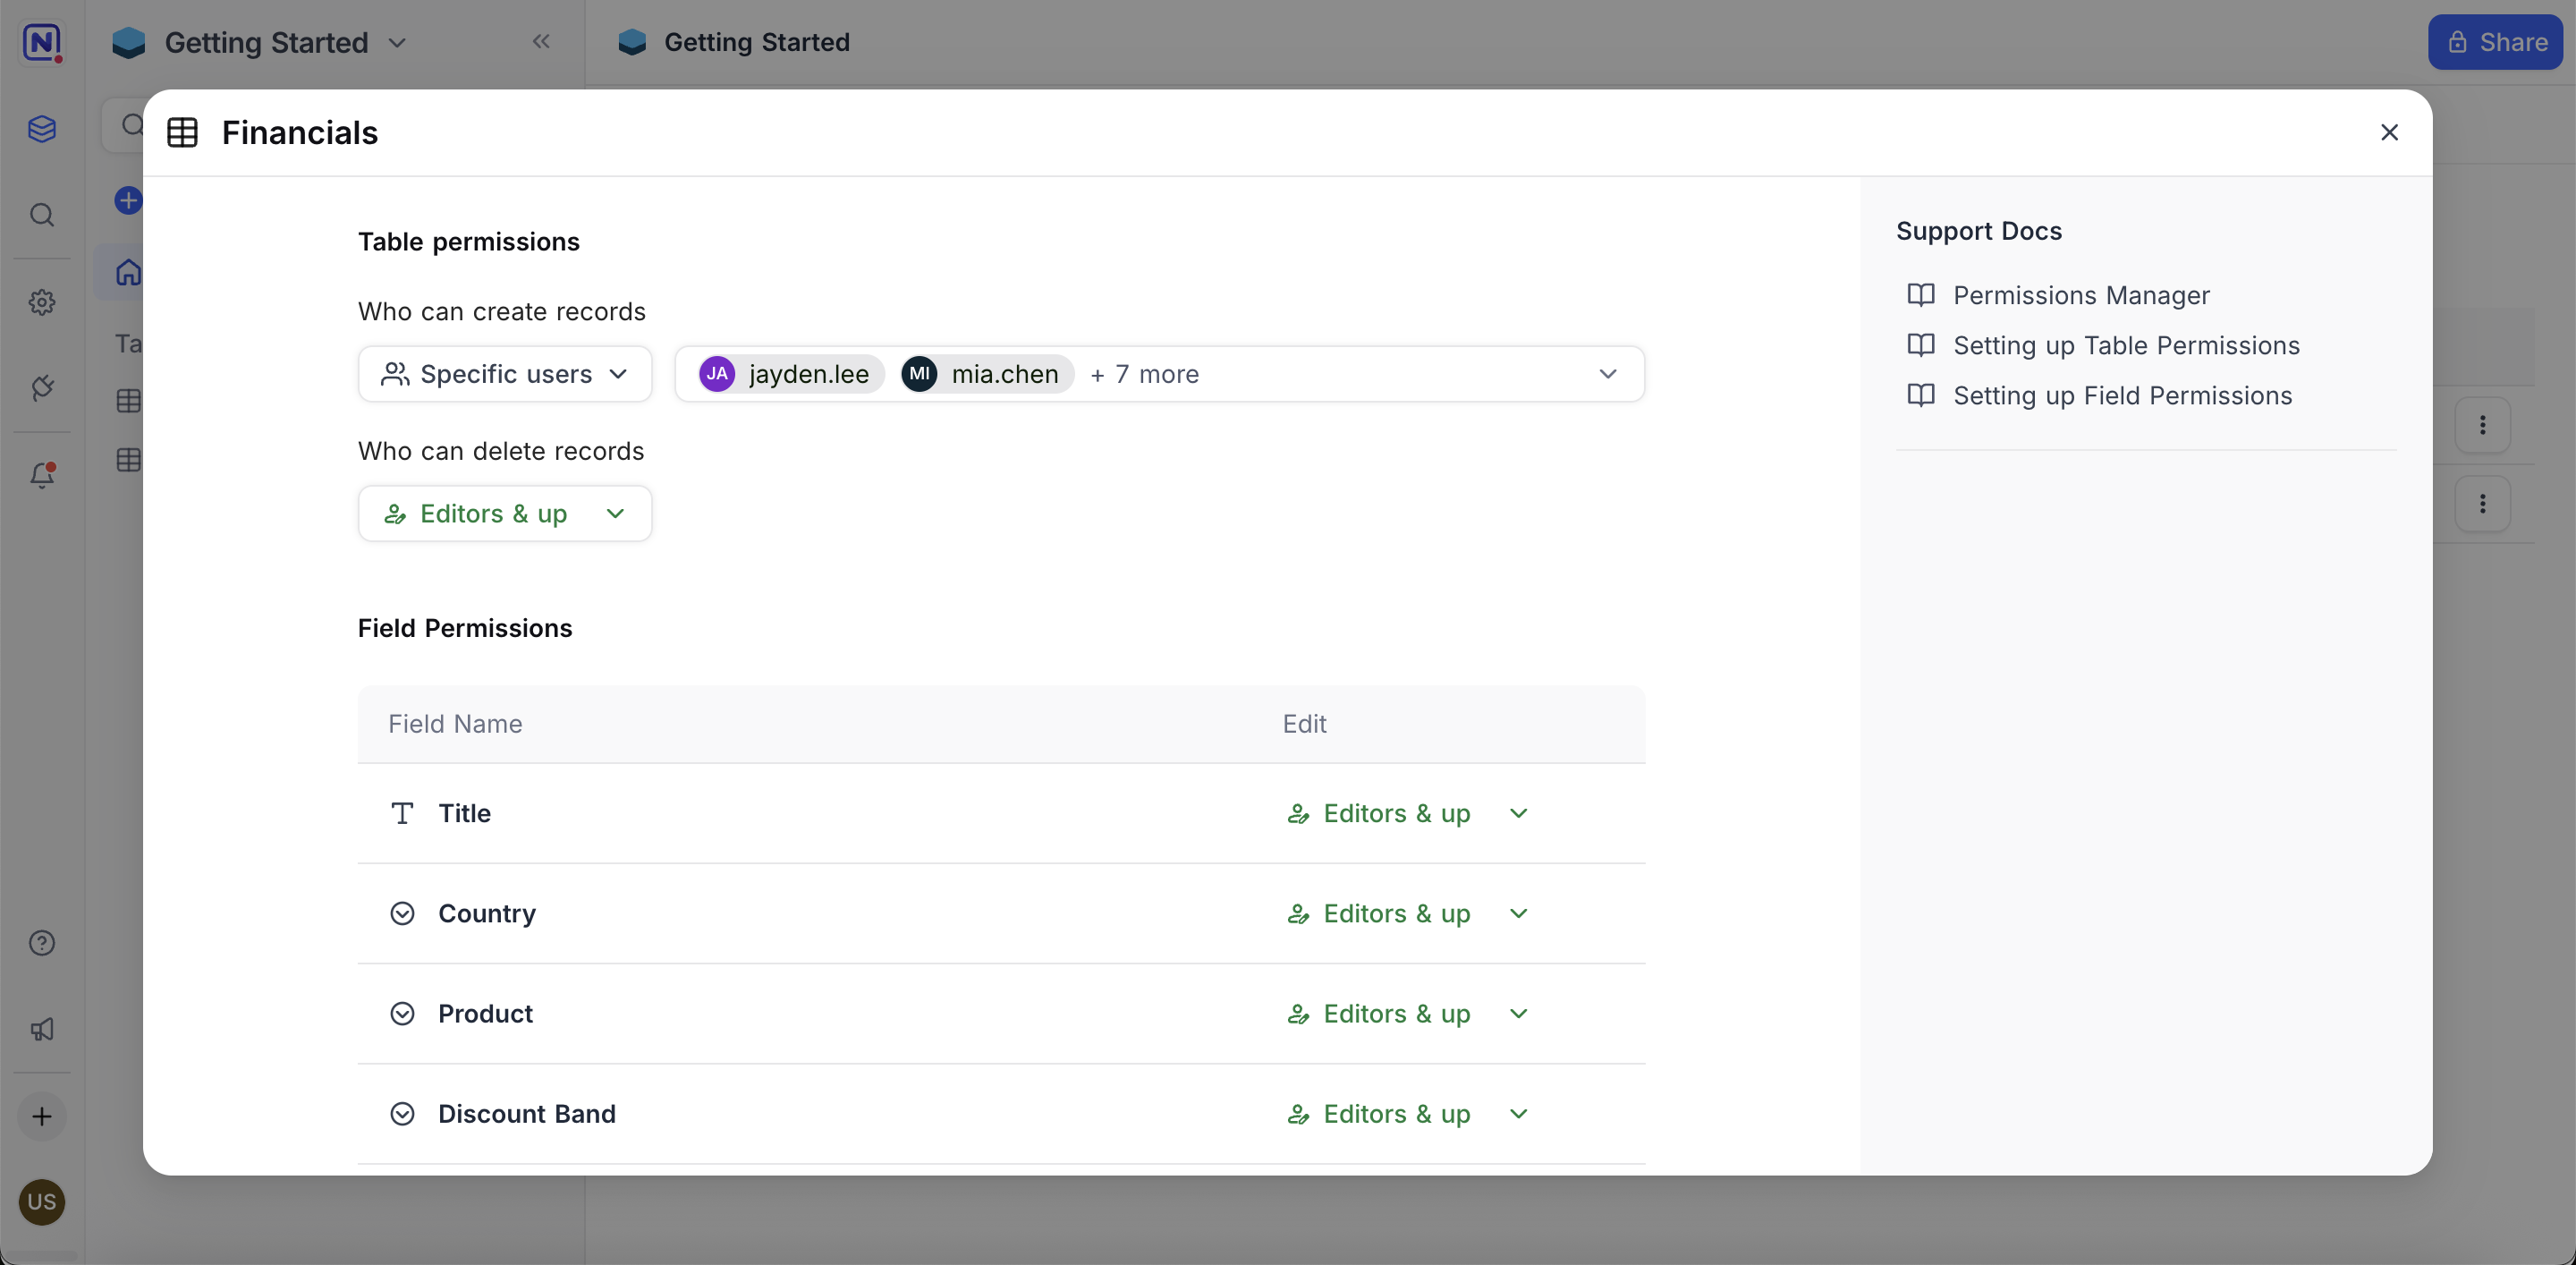 Getting Started
Getting Started
Share
Financials
Table permissions
Who can create records
Specific users
JA jayden.lee MI mia.chen + 7 more
Who can delete records
Editors & up
Field Permissions
Field Name Edit
Title Editors & up
Country Editors & up
Product Editors & up
Discount Band Editors & up
Support Docs
Permissions Manager
Setting up Table Permissions
Setting up Field Permissions
Ta
US